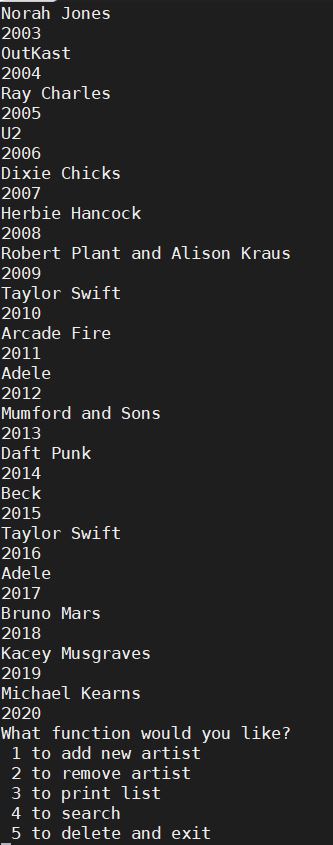 Norah Jones
2003
OutKast
2004
Ray Charles
2005
U2
2006
Dixie Chicks
2007
Herbie Hancock
2008
Robert Plant and Alison Kraus
2009
Taylor Swift
2010
Arcade Fire
2011
Adele
2012
Mumford and Sons
2013
Daft Punk
2014
Beck
2015
Taylor Swift
2016
Adele
2017
Bruno Mars
2018
Kacey Musgraves
2019
Michael Kearns
2020
What function would you like?
1 to add new artist
2 to remove artist
3 to print list
4 to search
5 to delete and exit